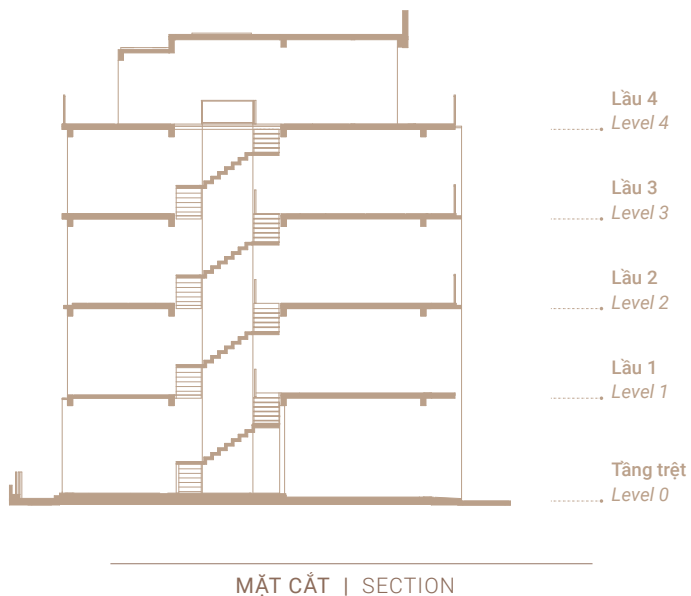 Lầu 4
Level 4
Lầu 3
Level 3
Lầu 2
Level 2
Lầu 1
Level 1
Tầng trệt
Level 0
MẶT CẮT | SECTION